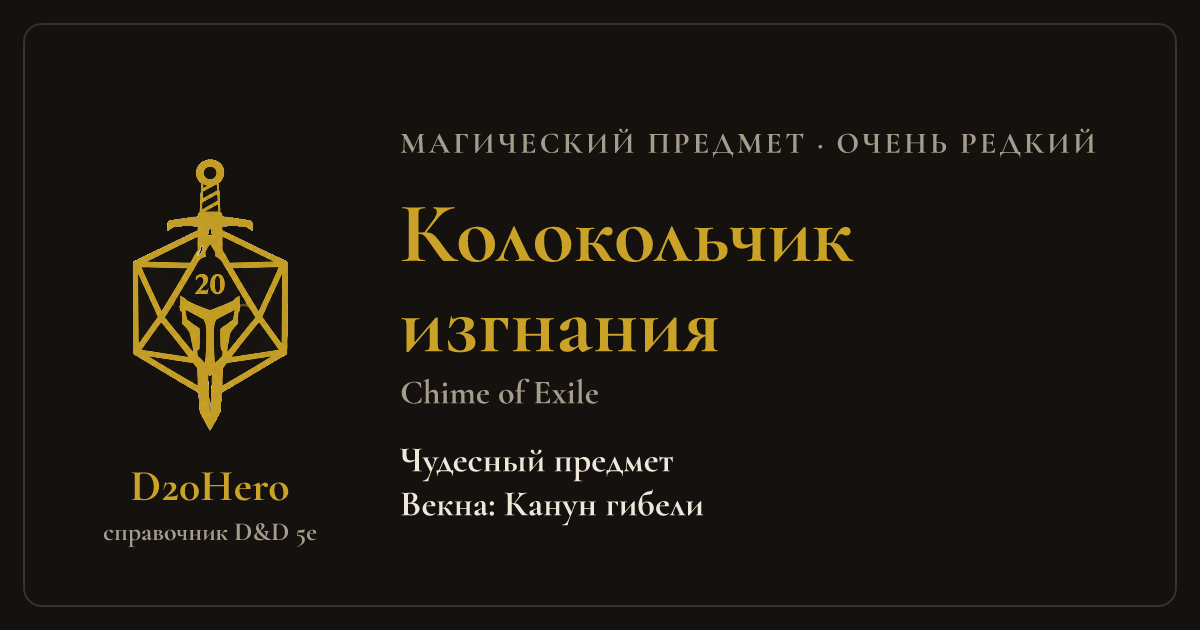 МАГИЧЕСКИЙ ПРЕДМЕТ · ОЧЕНЬ РЕДКИЙ
Колокольчик
изгнания
Chime of Exile
Чудесный предмет
Векна: Канун гибели
20
D20Hero
справочник D&D 5e